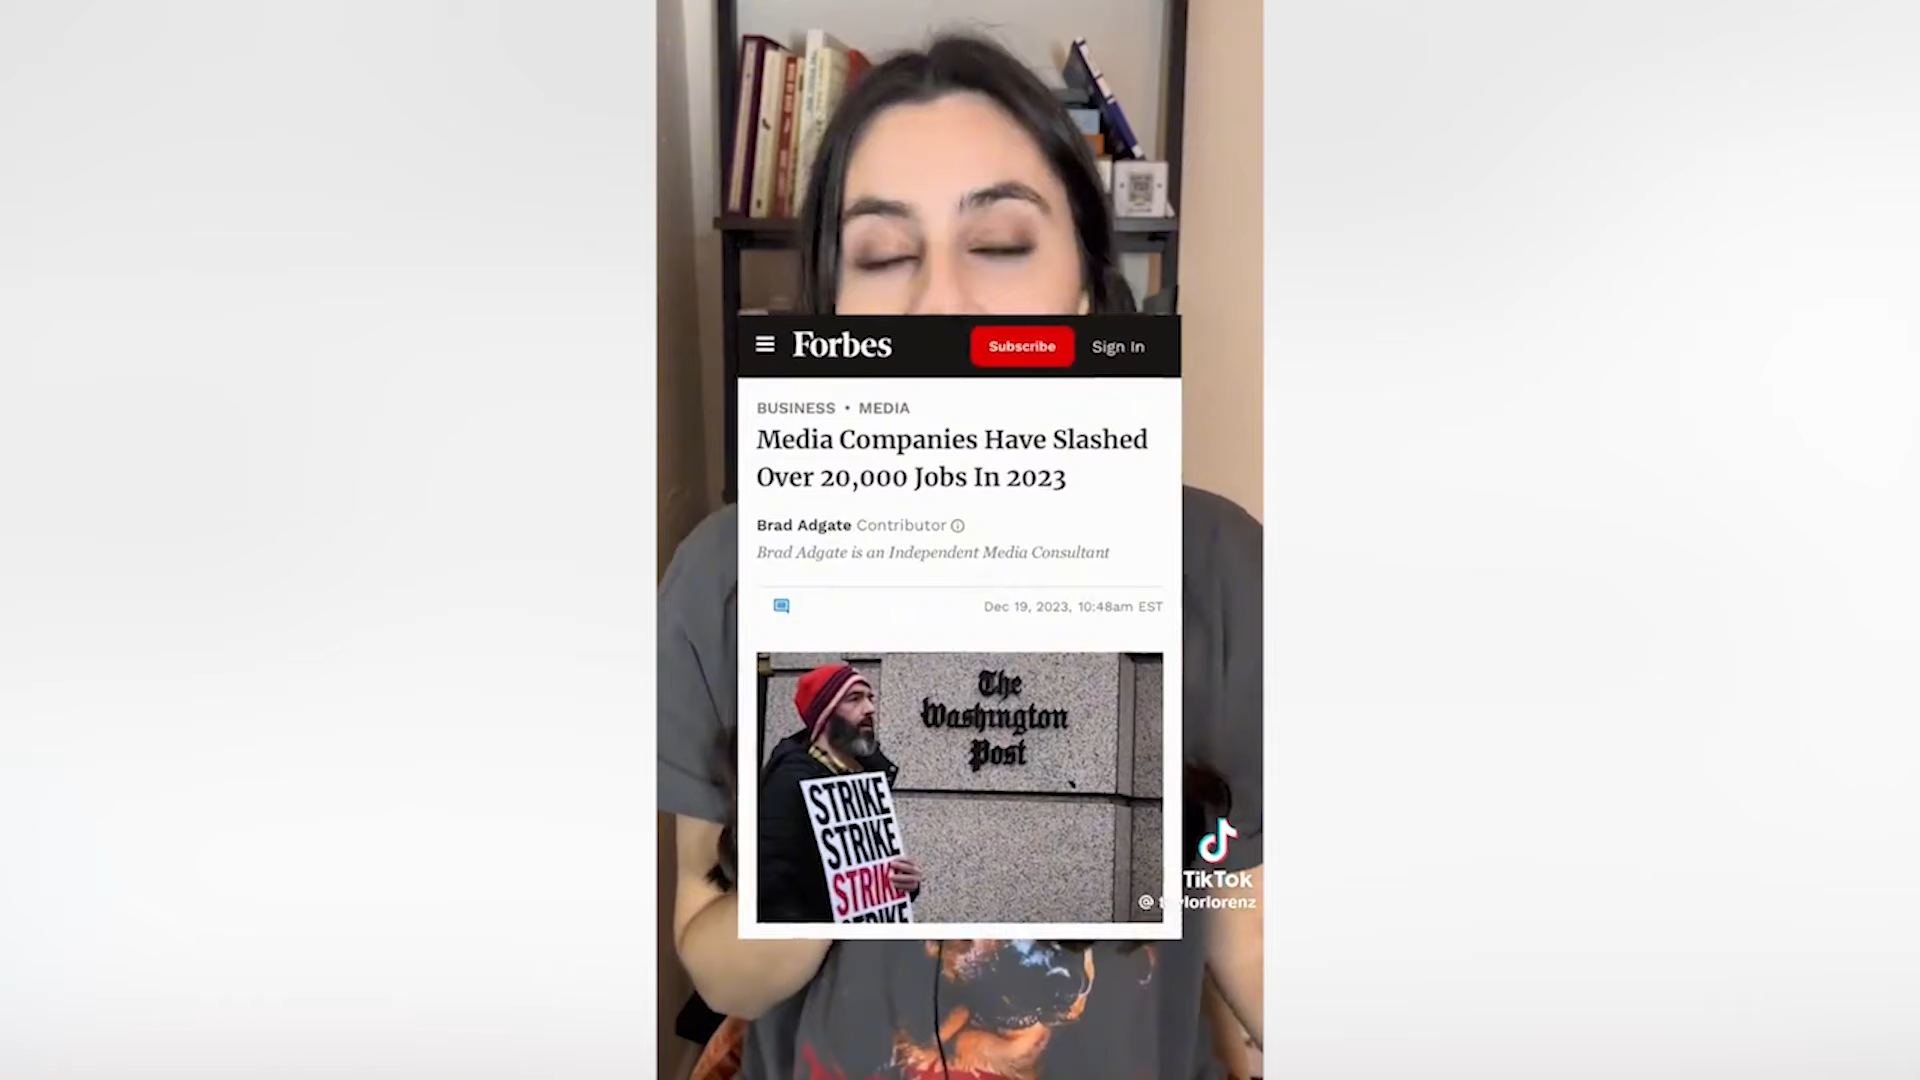 Forbes
Subscribe
Sign In
BUSINESS • MEDIA
Media Companies Have Slashed
Over 20,000 Jobs In 2023
Brad Adgate Contributor
Brad Adgate is an Independent Media Consultant
Dec 19, 2023, 10:48am EST
The
Washington
Post
STRIKE
STRIKE
STRIKE
STRIKE
TikTok